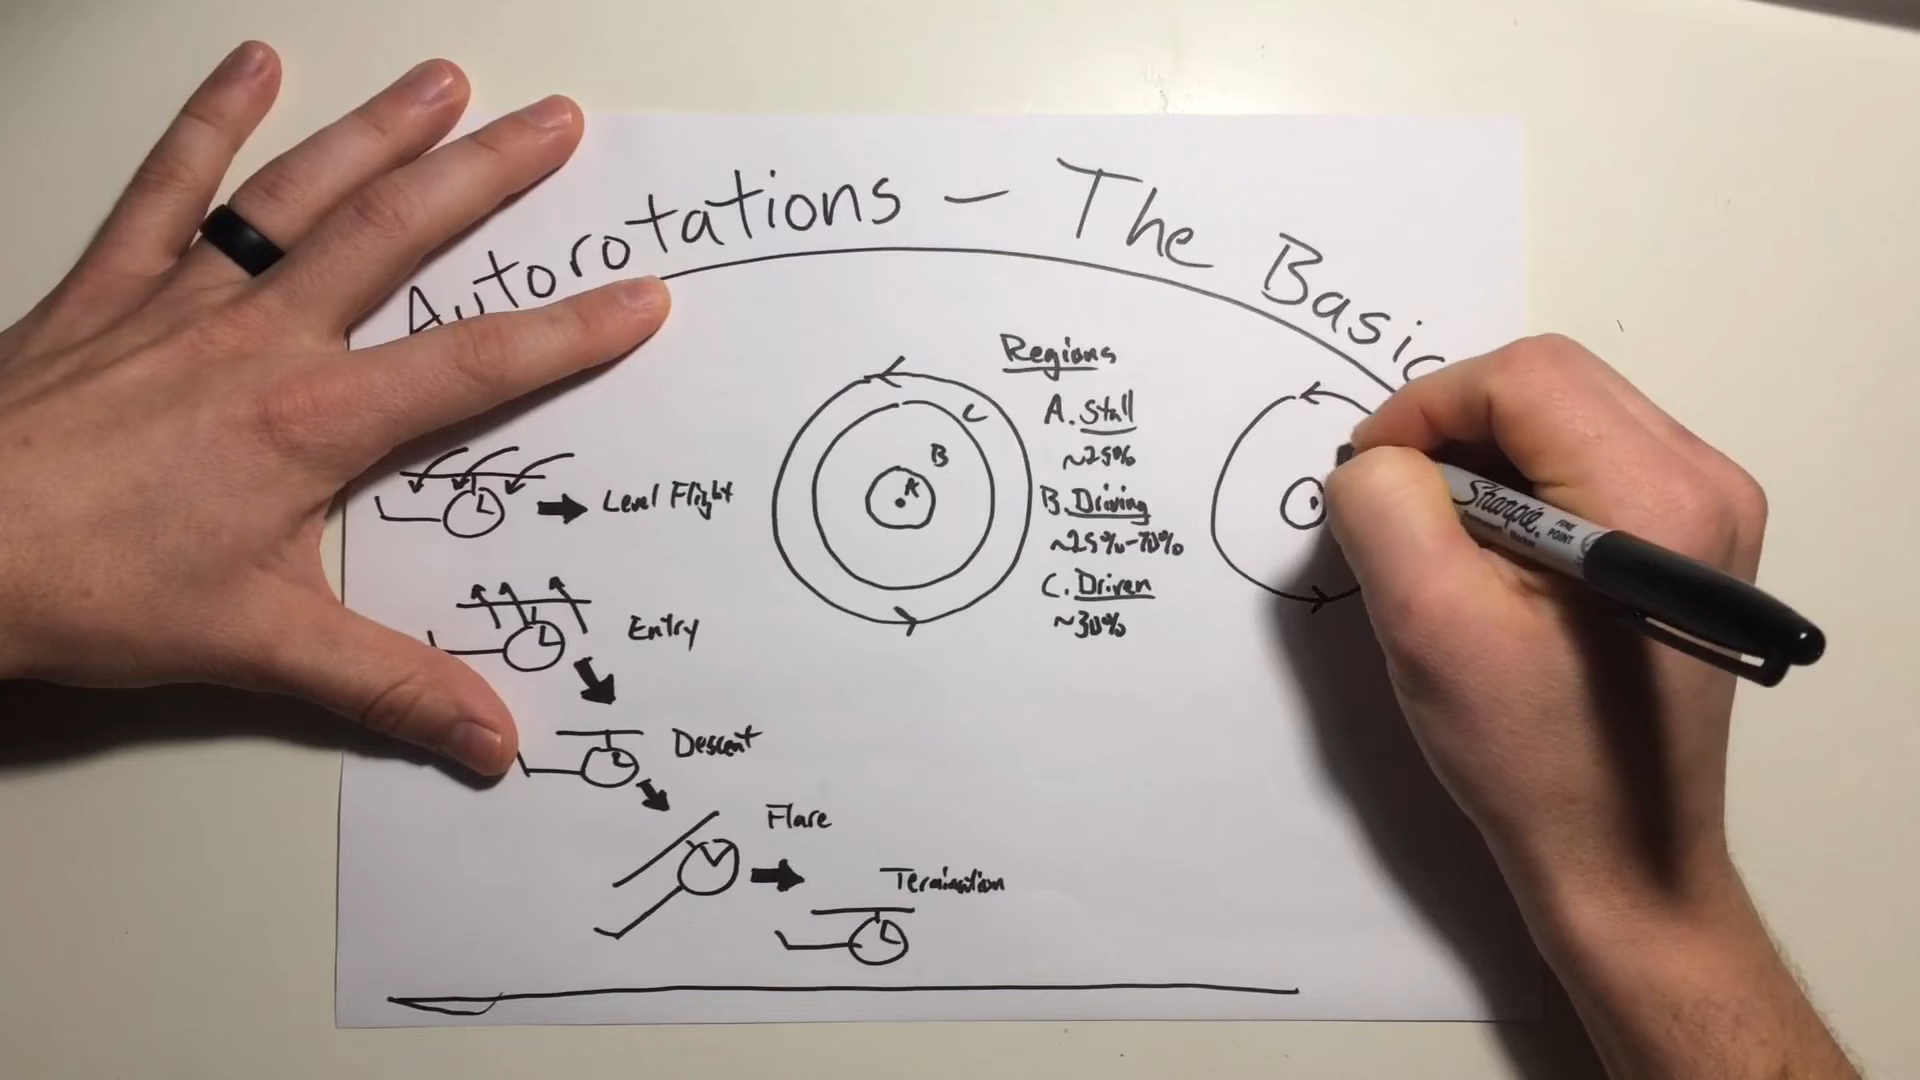 Autorotations - The Basic
Level Flight
Entry
Descent
Flare
Termination
Regions
A. Stall
~25%
B. Driving
~25%-70%
C. Driven
~30%
C
B
A
Sharpie.
FINE
POINT